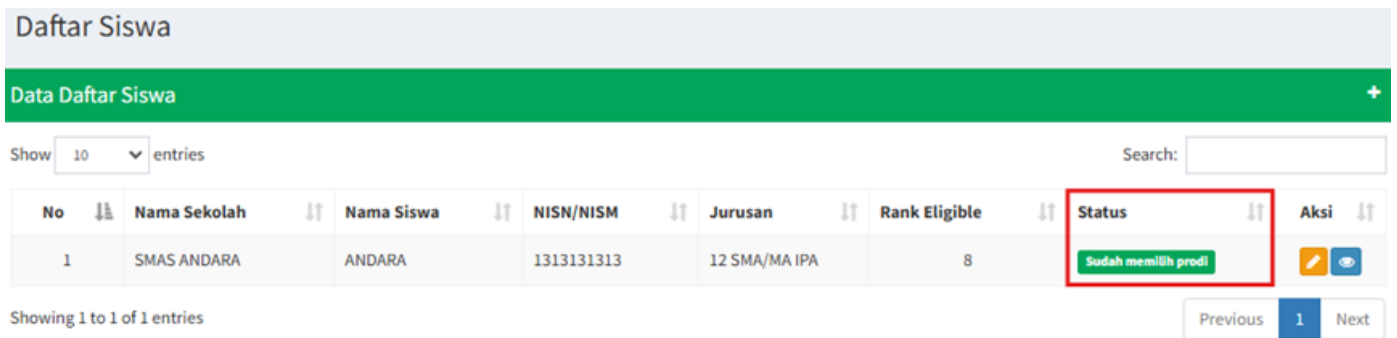 Daftar Siswa
Data Daftar Siswa
Show 10 entries Search:
No Nama Sekolah Nama Siswa NISN/NISM Jurusan Rank Eligible Status Aksi
1 SMAS ANDARA ANDARA 1313131313 12 SMA/MA IPA 8 Sudah memilih prodi
Showing 1 to 1 of 1 entries Previous 1 Next